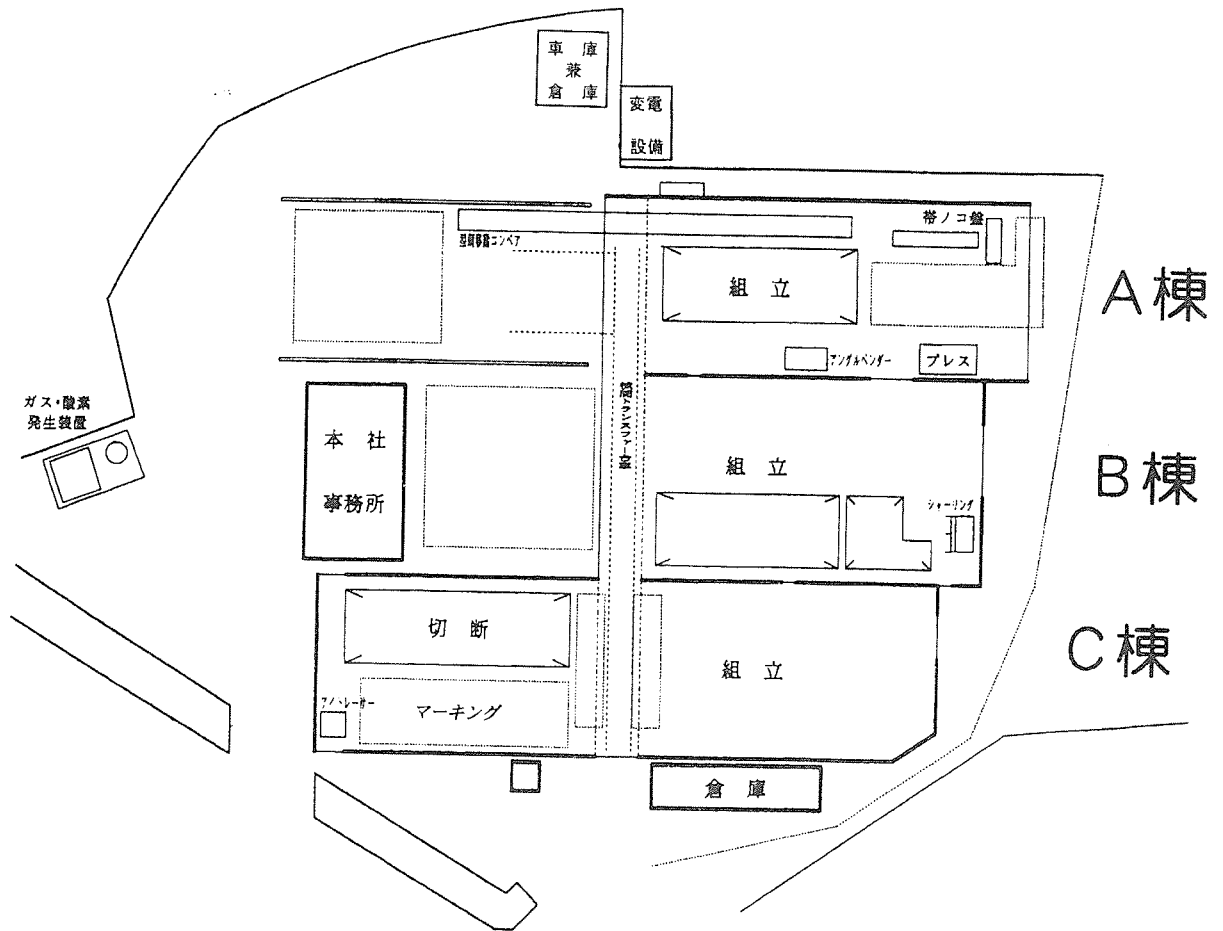 車庫
兼
倉庫
変電
設備
帯ノコ盤
組立
A棟
アングルベンダー
プレス
ガス・酸素
発生装置
本社
事務所
組立
B棟
シャーリング
切断
組立
C棟
マーキング
倉庫